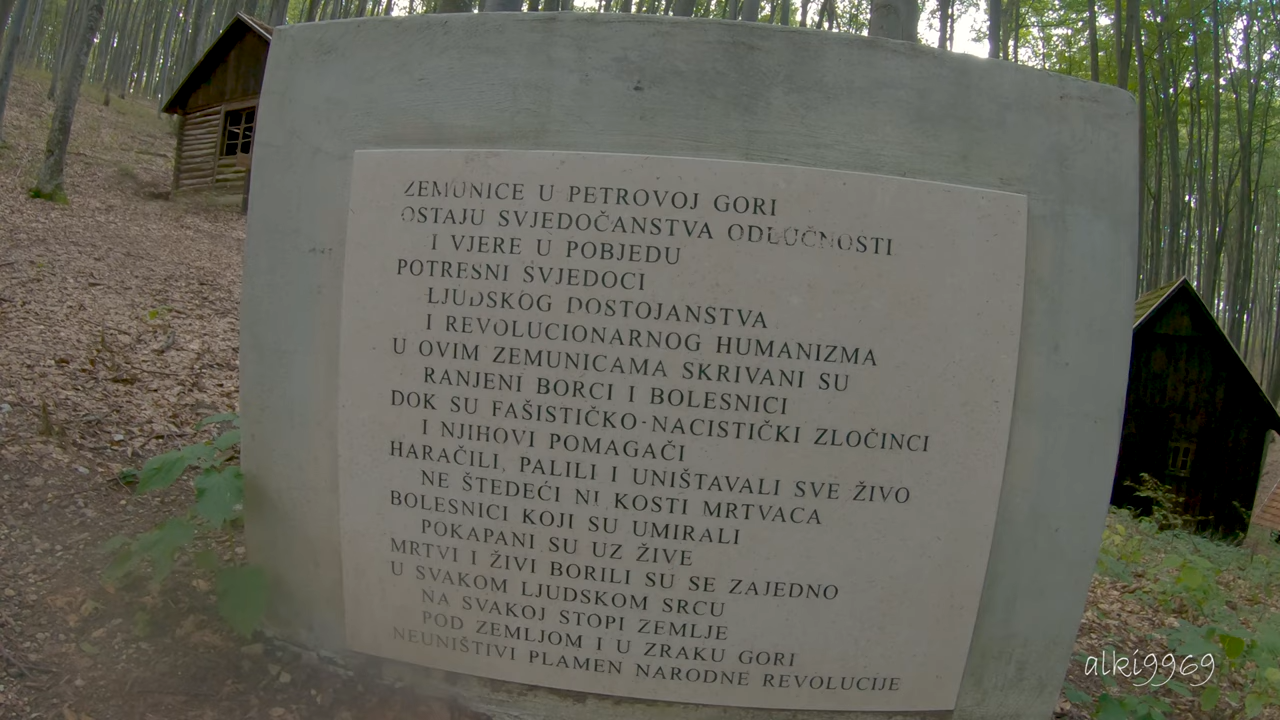 ZEMUNICE U PETROVOJ GORI
OSTAJU SVJEDOČANSTVA ODLUČNOSTI
I VJERE U POBJEDU
POTRESNI SVJEDOCI
LJUDSKOG DOSTOJANSTVA
I REVOLUCIONARNOG HUMANIZMA
U OVIM ZEMUNICAMA SKRIVANI SU
RANJENI BORCI I BOLESNICI
DOK SU FAŠISTIČKO-NACISTIČKI ZLOČINCI
I NJIHOVI POMAGAČI
HARAČILI, PALILI I UNIŠTAVALI SVE ŽIVO
NE ŠTEDEĆI NI KOSTI MRTVACA
BOLESNICI KOJI SU UMIRALI
POKAPANI SU UZ ŽIVE
MRTVI I ŽIVI BORILI SU SE ZAJEDNO
U SVAKOM LJUDSKOM SRCU
NA SVAKOJ STOPI ZEMLJE
POD ZEMLJOM I U ZRAKU GORI
NEUNIŠTIVI PLAMEN NARODNE REVOLUCIJE
alki9969